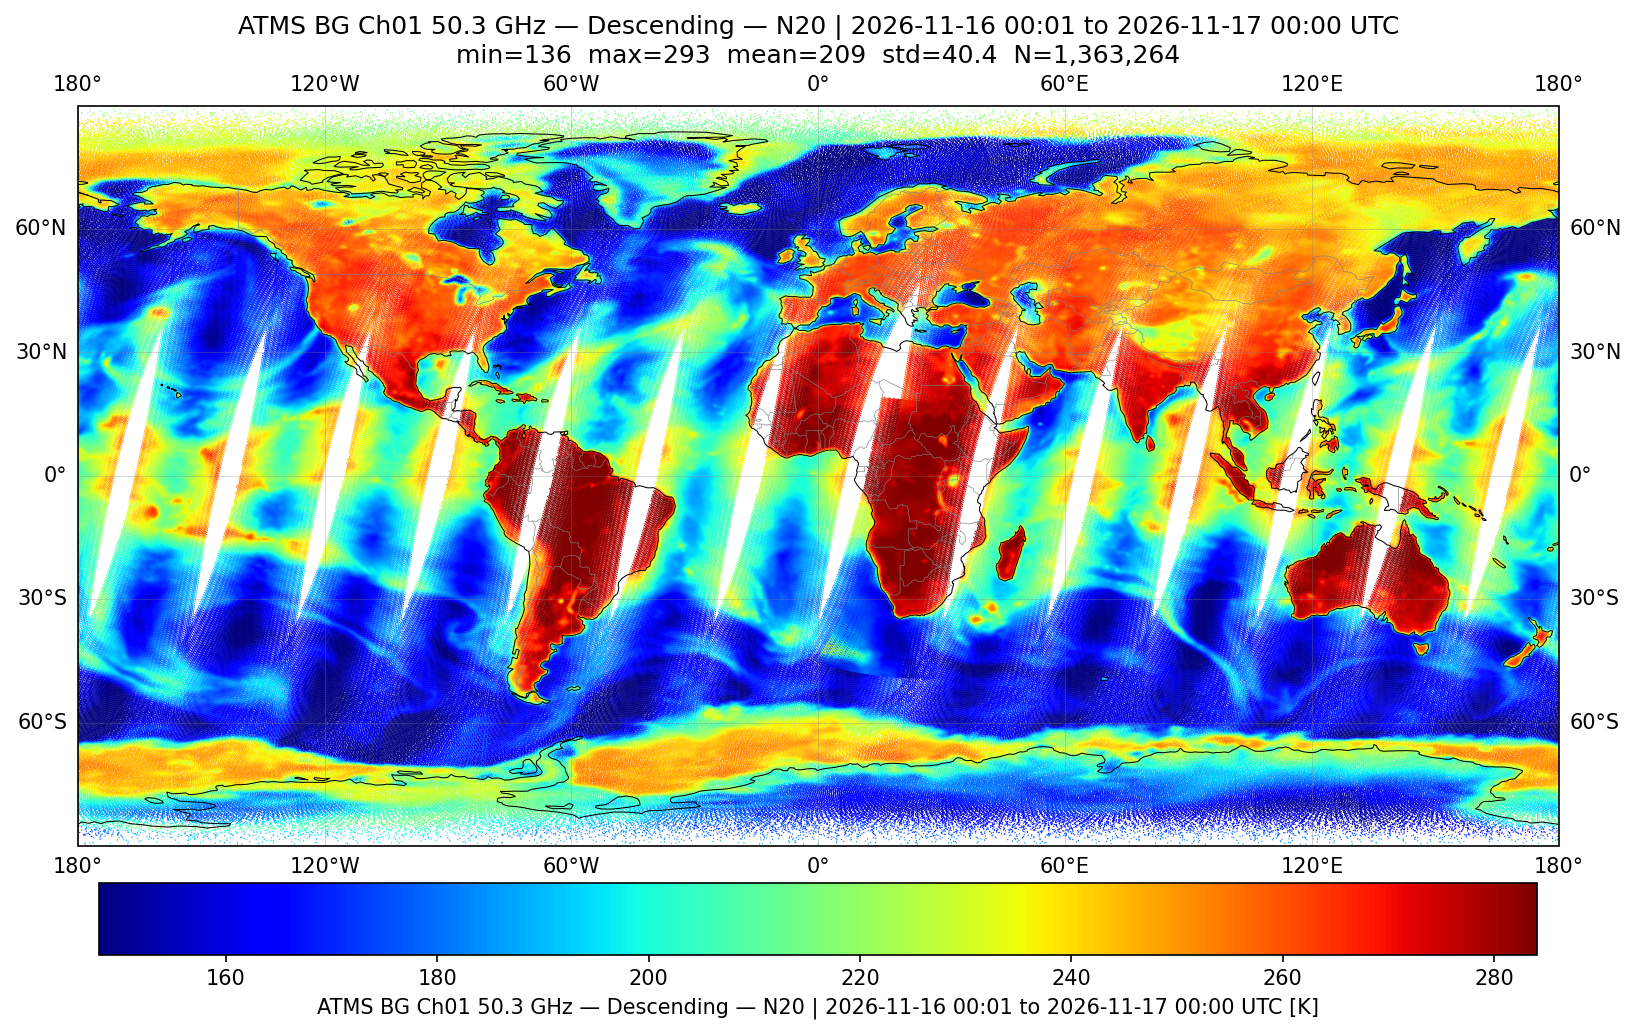 ATMS BG Ch01 50.3 GHz — Descending — N20 | 2026-11-16 00:01 to 2026-11-17 00:00 UTC
min=136  max=293  mean=209  std=40.4  N=1,363,264
180° 120°W 60°W 0° 60°E 120°E 180°
60°N 60°N
30°N 30°N
0° 0°
30°S 30°S
60°S 60°S
180° 120°W 60°W 0° 60°E 120°E 180°
160 180 200 220 240 260 280
ATMS BG Ch01 50.3 GHz — Descending — N20 | 2026-11-16 00:01 to 2026-11-17 00:00 UTC [K]